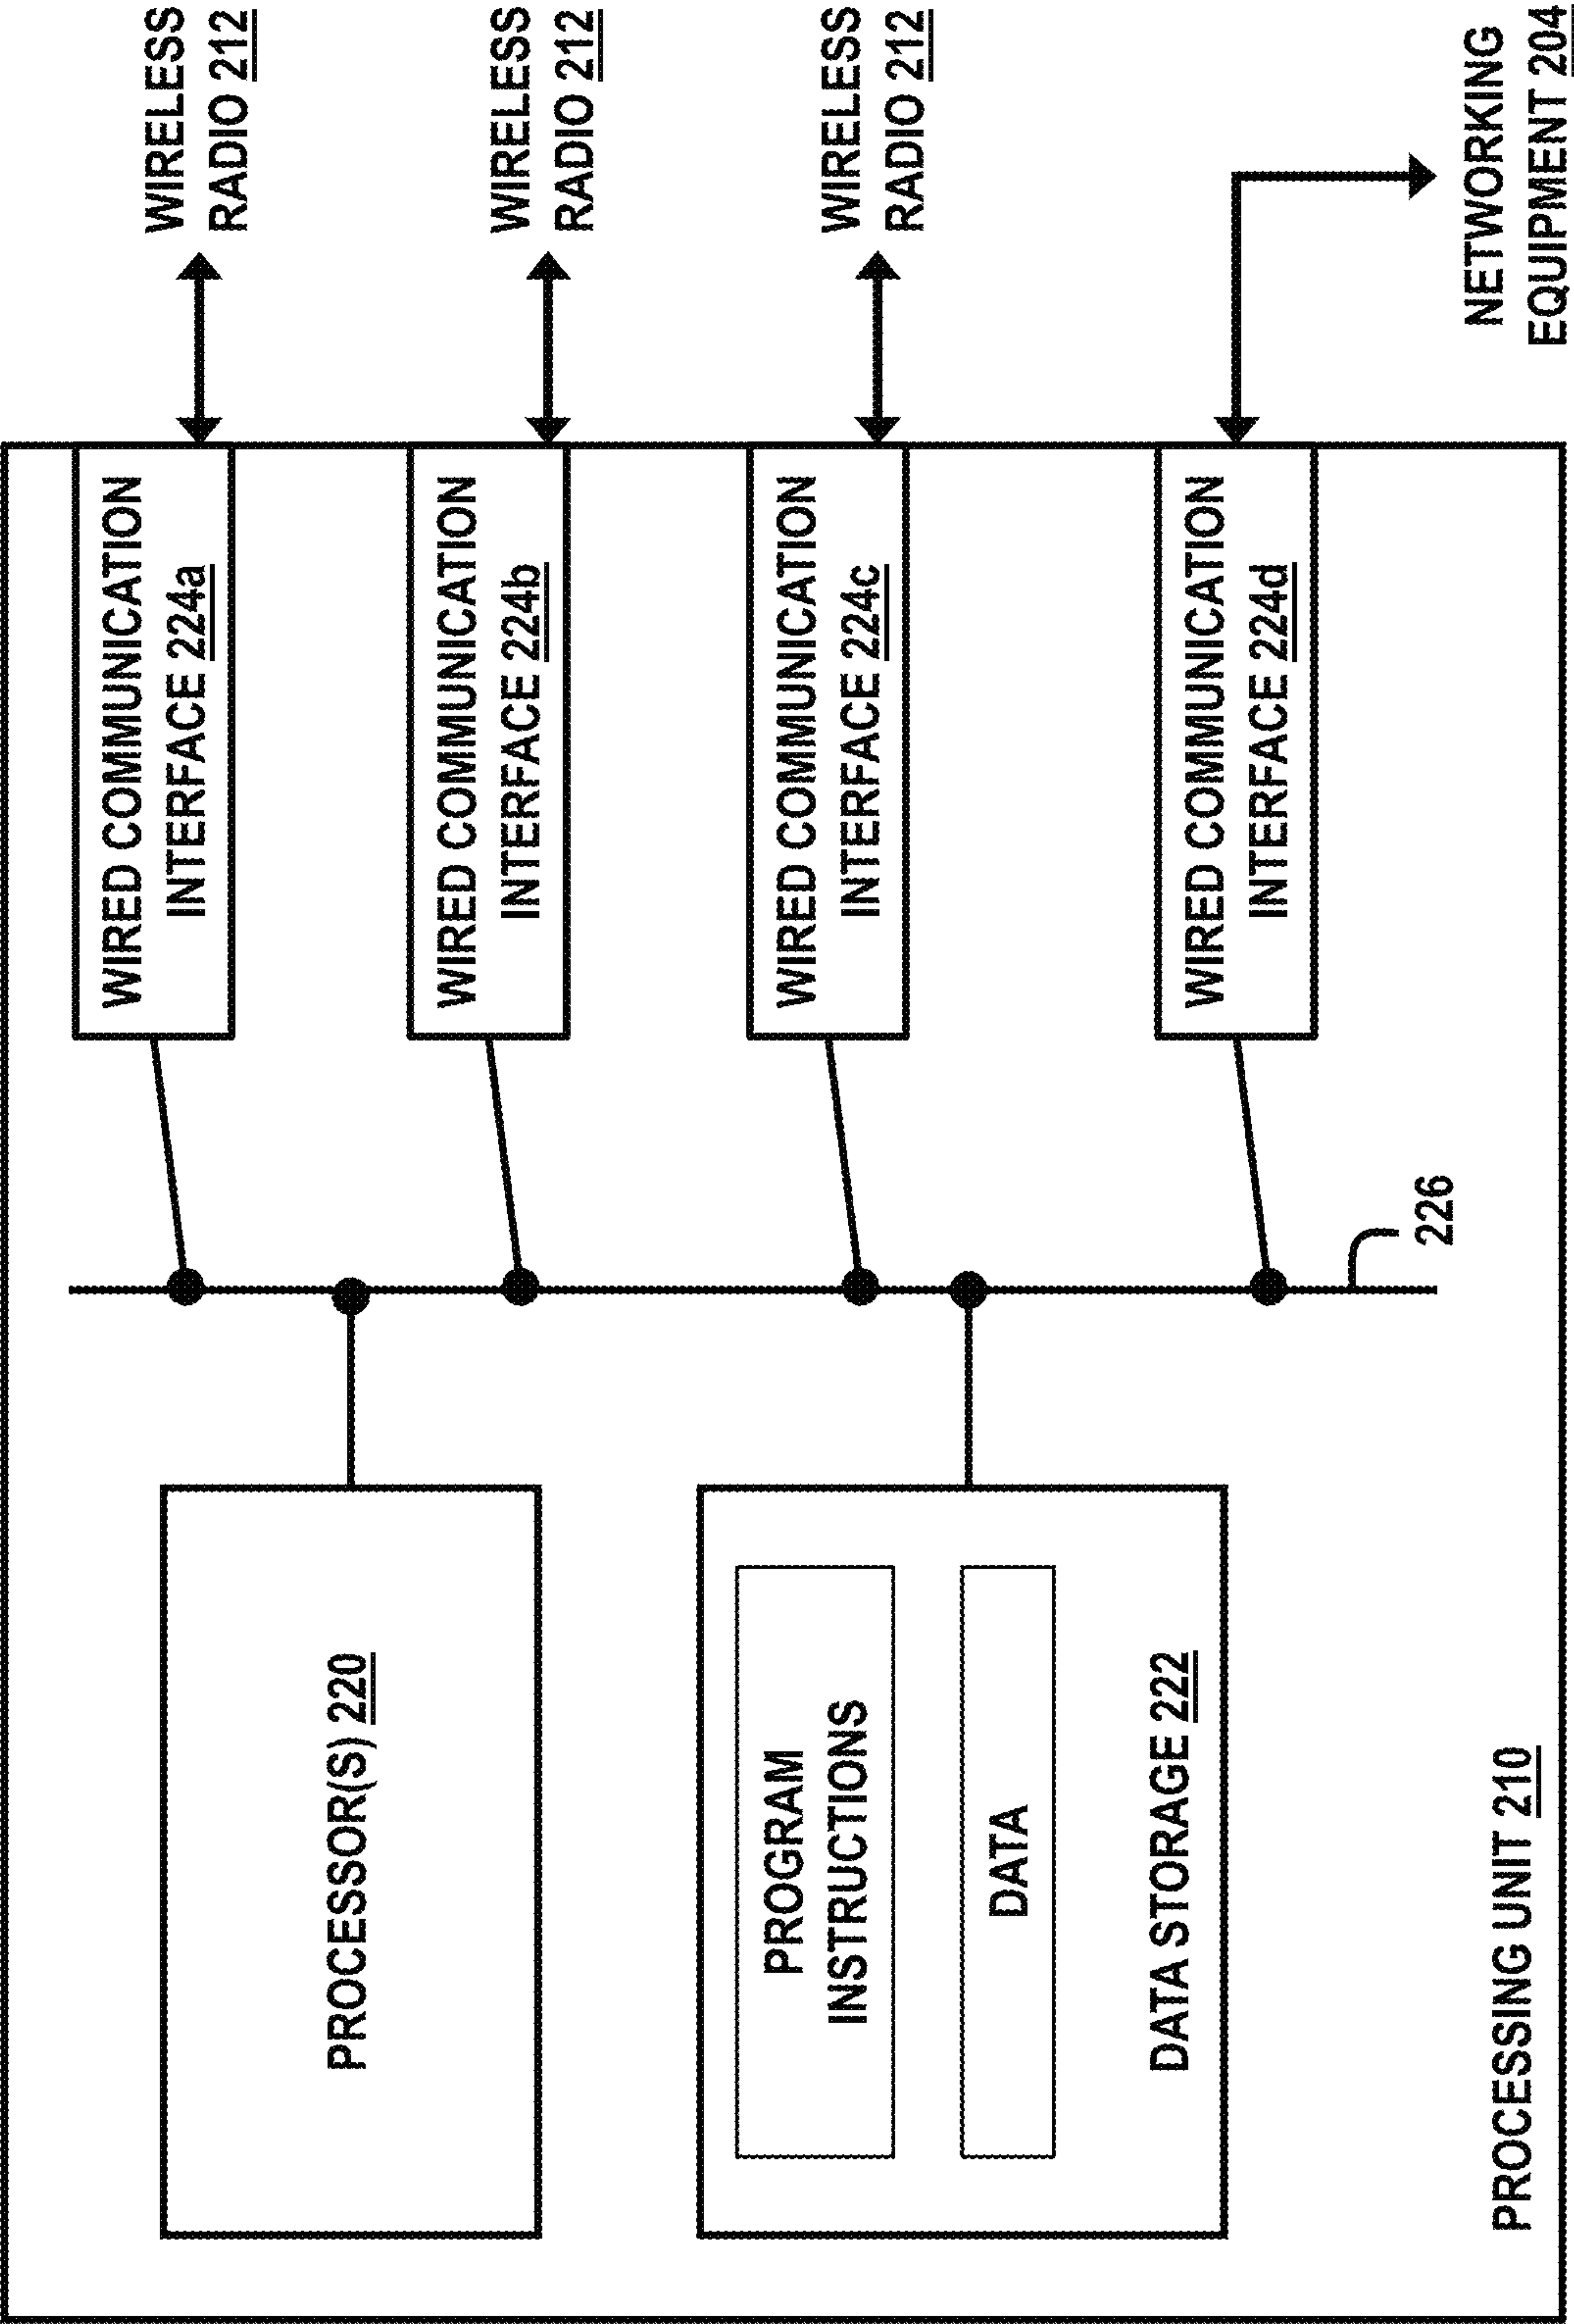 PROCESSOR(S) 220
PROGRAM
INSTRUCTIONS
DATA
DATA STORAGE 222
PROCESSING UNIT 210
226
WIRED COMMUNICATION
INTERFACE 224a
WIRED COMMUNICATION
INTERFACE 224b
WIRED COMMUNICATION
INTERFACE 224c
WIRED COMMUNICATION
INTERFACE 224d
WIRELESS
RADIO 212
WIRELESS
RADIO 212
WIRELESS
RADIO 212
NETWORKING
EQUIPMENT 204